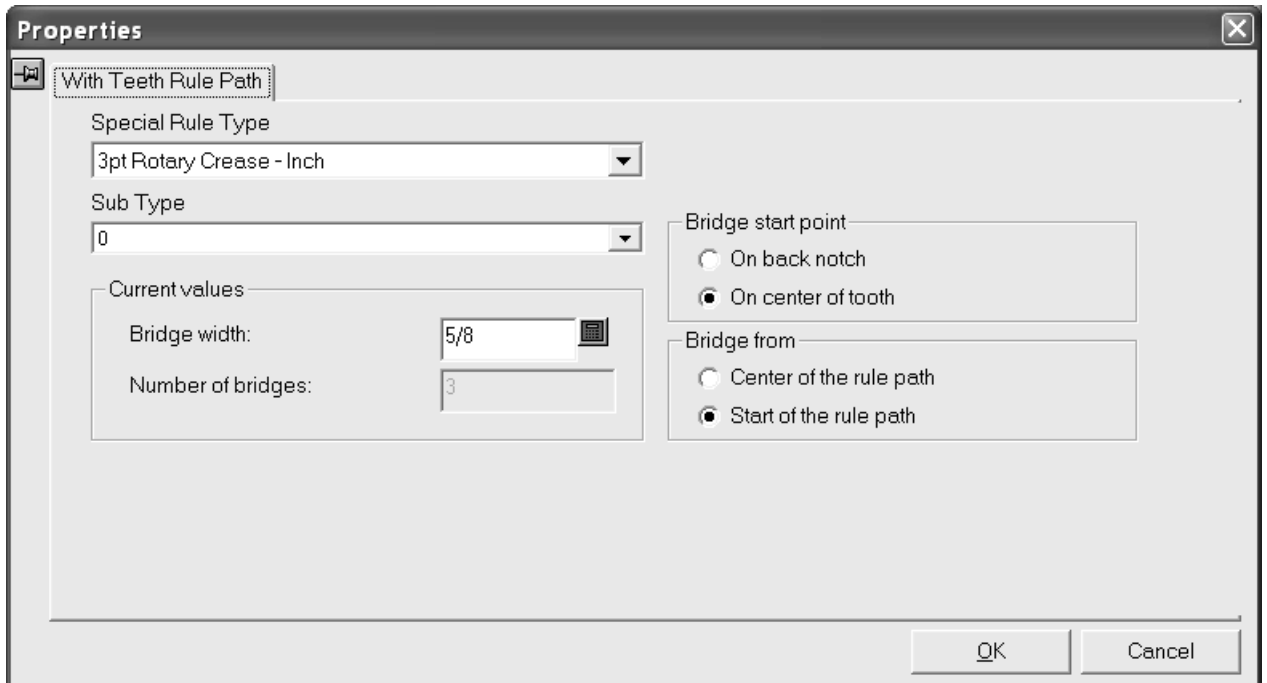 Properties
With Teeth Rule Path
Special Rule Type
3pt Rotary Crease - Inch
Sub Type
0
Current values
Bridge width:
5/8
Number of bridges:
3
Bridge start point
On back notch
On center of tooth
Bridge from
Center of the rule path
Start of the rule path
OK
Cancel